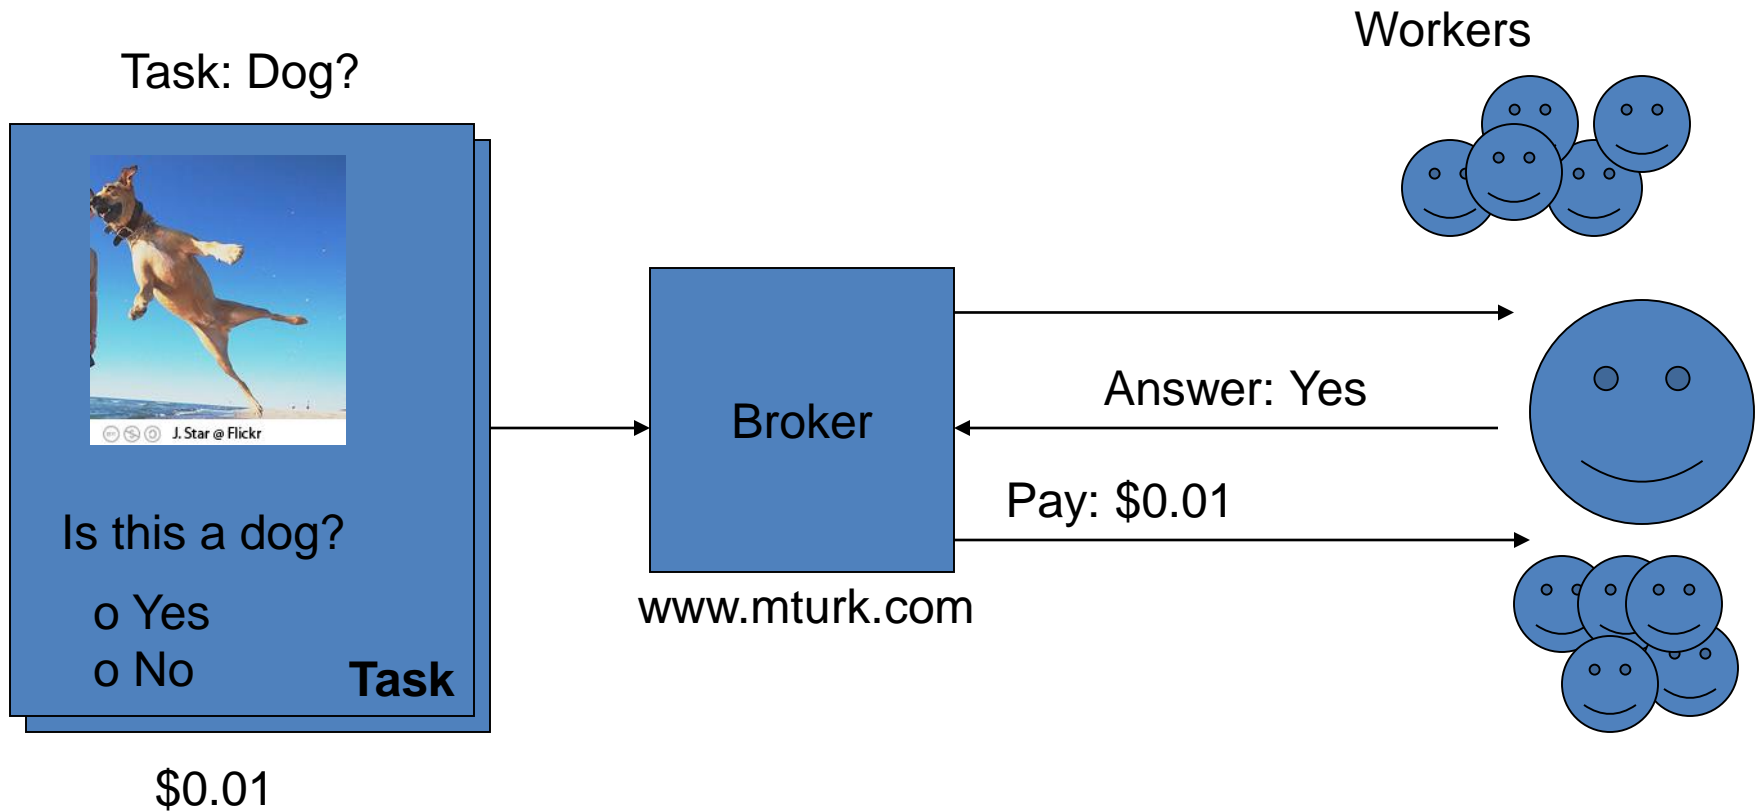 Workers
Task: Dog?
J. Star @ Flickr
Is this a dog?
o Yes
o No
Task
$0.01
Broker
www.mturk.com
Answer: Yes
Pay: $0.01